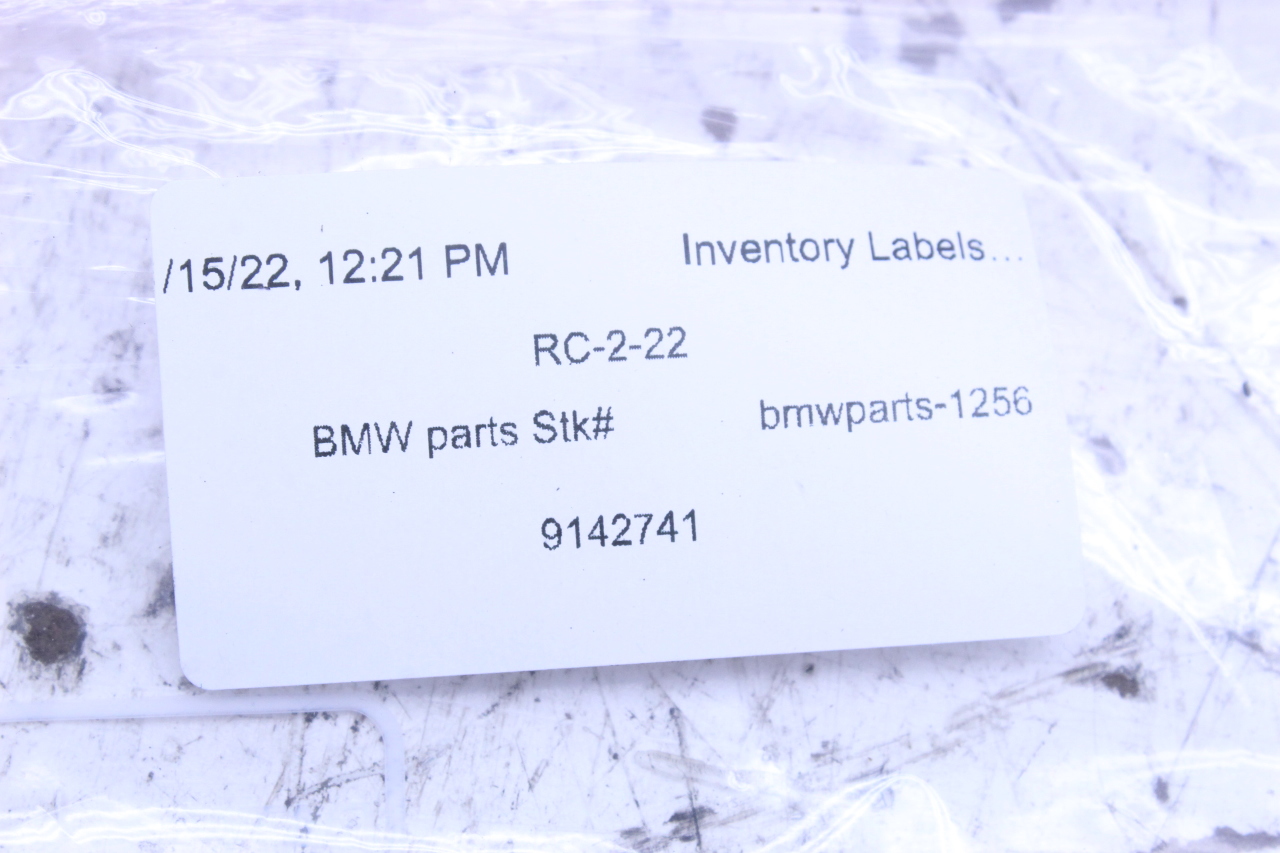 /15/22, 12:21 PM Inventory Labels...
RC-2-22
BMW parts Stk# bmwparts-1256
9142741